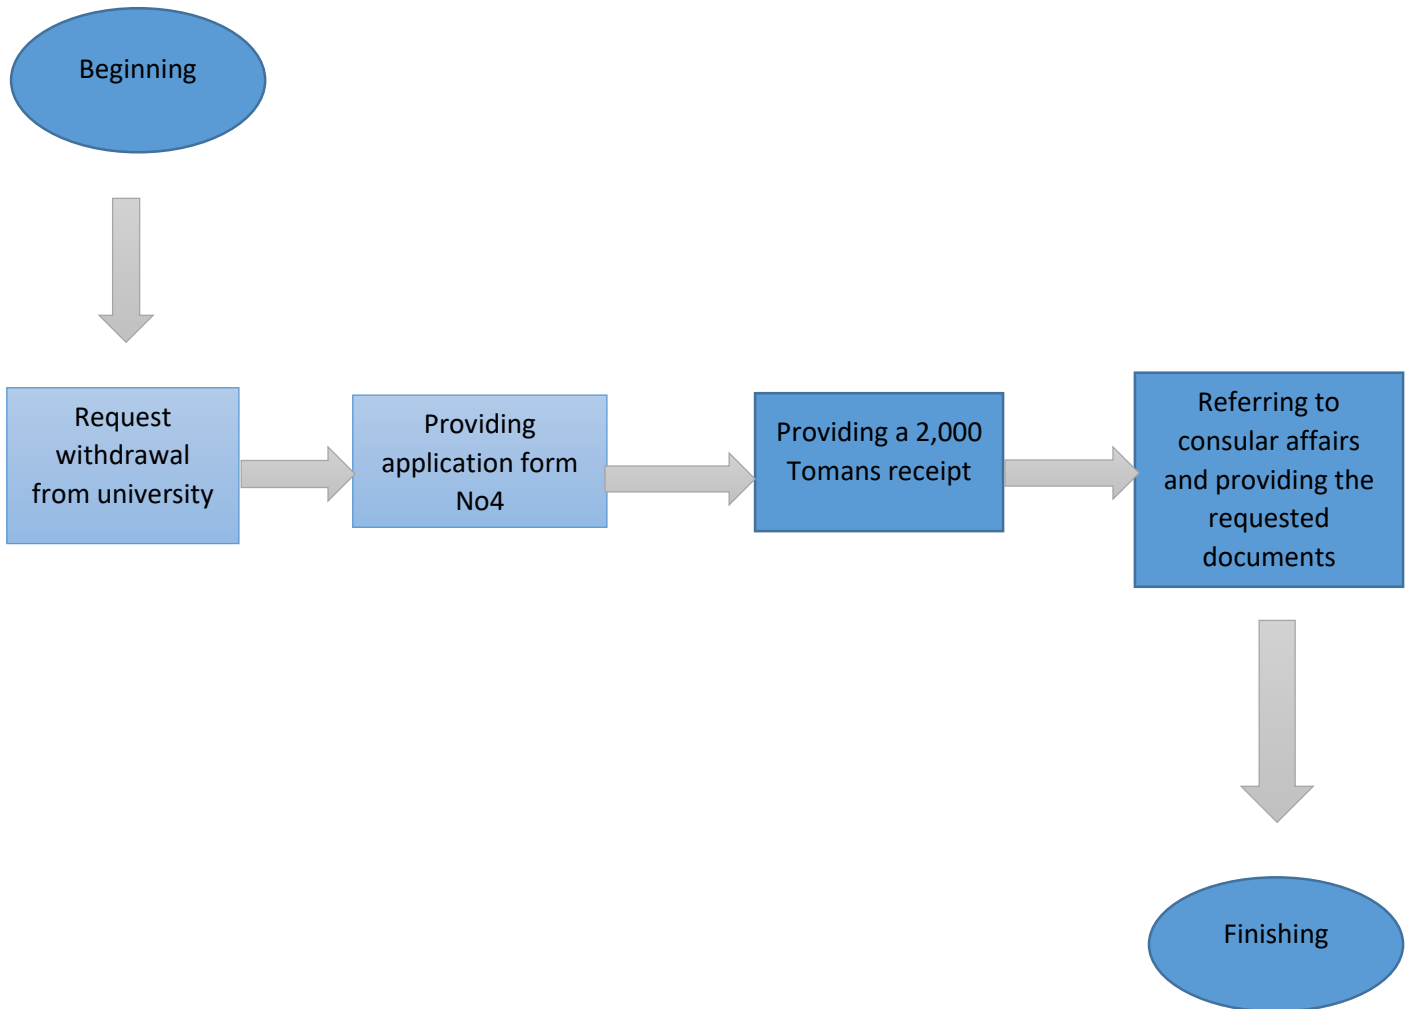 Beginning
Request
withdrawal
from university
Providing
application form
No4
Providing a 2,000
Tomans receipt
Referring to
consular affairs
and providing the
requested
documents
Finishing